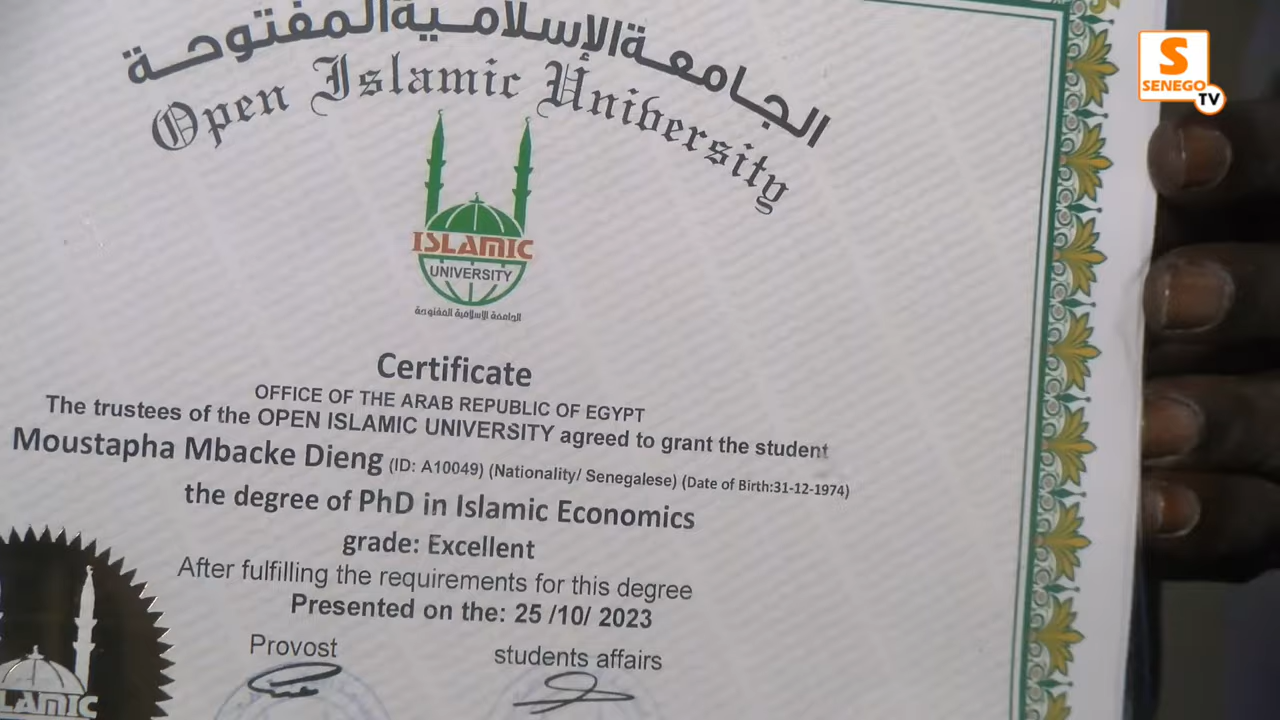 الجامعة الإسلامية المفتوحة
Open Islamic University
S
SENEGO
TV
ISLAMIC
UNIVERSITY
الجامعة الإسلامية المفتوحة
Certificate
OFFICE OF THE ARAB REPUBLIC OF EGYPT
The trustees of the OPEN ISLAMIC UNIVERSITY agreed to grant the student
Moustapha Mbacke Dieng (ID: A10049) (Nationality/ Senegalese) (Date of Birth:31-12-1974)
the degree of PhD in Islamic Economics
grade: Excellent
After fulfilling the requirements for this degree
Presented on the: 25 /10/ 2023
Provost
students affairs
LAMIC